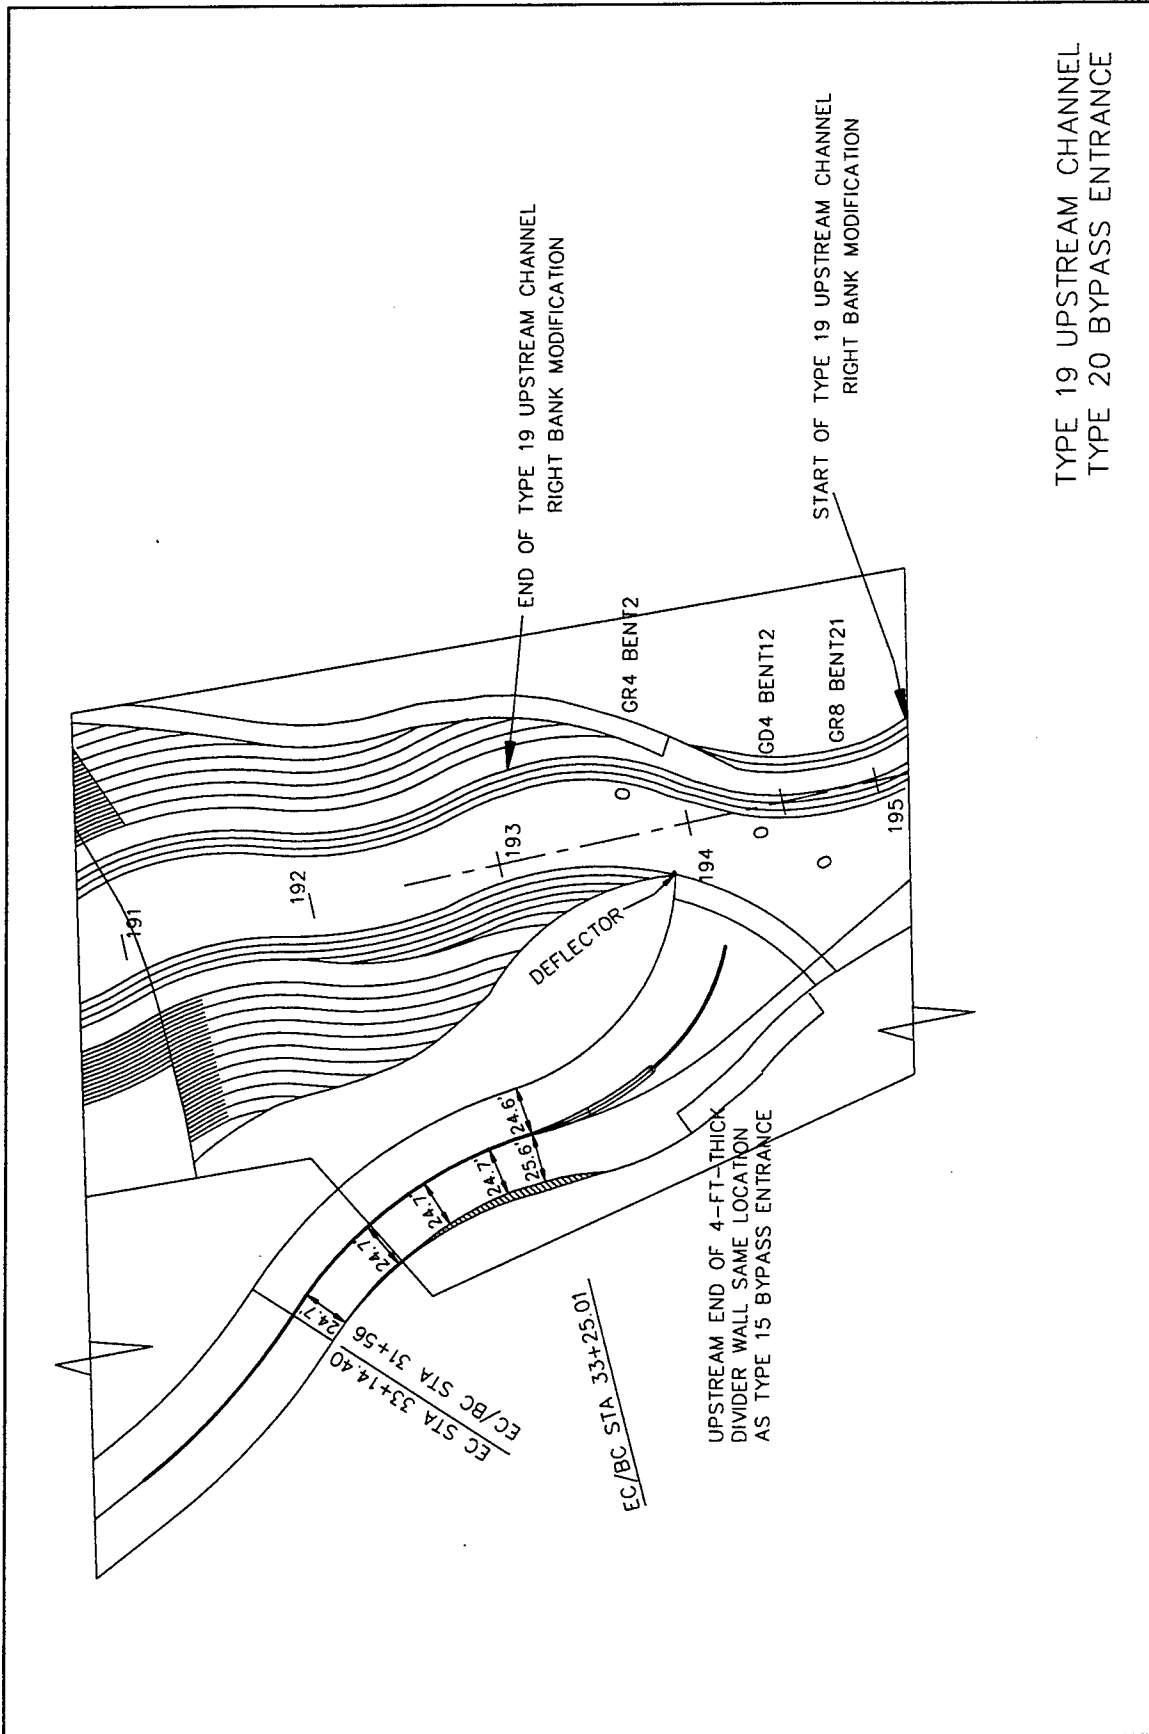 TYPE 19 UPSTREAM CHANNEL
TYPE 20 BYPASS ENTRANCE
END OF TYPE 19 UPSTREAM CHANNEL
RIGHT BANK MODIFICATION
START OF TYPE 19 UPSTREAM CHANNEL
RIGHT BANK MODIFICATION
GR4 BENT2
GD4 BENT12
GR8 BENT21
191
192
193
194
195
O
O
O
DEFLECTOR
24.6'
25.6'
24.7'
24.7'
24.7'
24.7'
EC STA 33+14.40
EC/BC STA 31+56
EC/BC STA 33+25.01
UPSTREAM END OF 4-FT-THICK
DIVIDER WALL SAME LOCATION
AS TYPE 15 BYPASS ENTRANCE